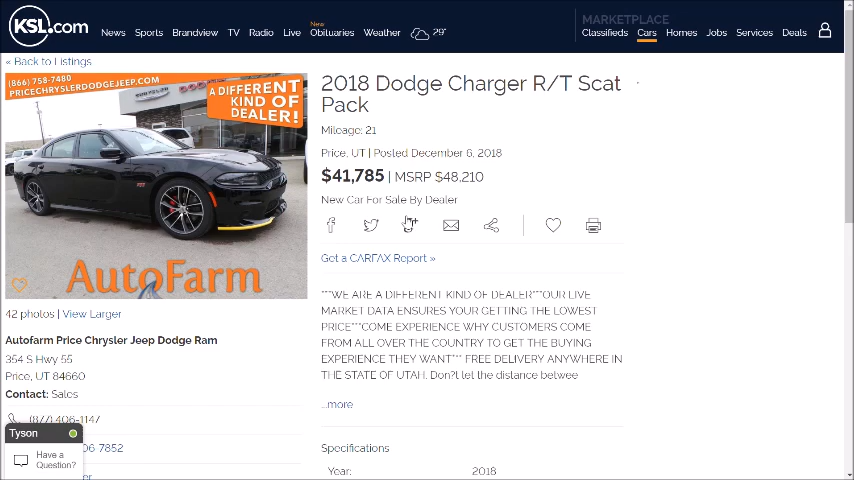 KSL.com
News Sports Brandview TV Radio Live New Obituaries Weather 29°
MARKETPLACE
Classifieds Cars Homes Jobs Services Deals
« Back to Listings
(866) 758-7480
PRICECHRYSLERDODGEJEEP.COM
A DIFFERENT
KIND OF
DEALER!
AutoFarm
42 photos | View Larger
Autofarm Price Chrysler Jeep Dodge Ram
354 S Hwy 55
Price, UT 84660
Contact: Sales
(877) 406-1147
06-7852
er
Tyson
Have a
Question?
2018 Dodge Charger R/T Scat
Pack
Mileage: 21
Price, UT | Posted December 6, 2018
$41,785 | MSRP $48,210
New Car For Sale By Dealer
Get a CARFAX Report »
***WE ARE A DIFFERENT KIND OF DEALER***OUR LIVE
MARKET DATA ENSURES YOUR GETTING THE LOWEST
PRICE***COME EXPERIENCE WHY CUSTOMERS COME
FROM ALL OVER THE COUNTRY TO GET THE BUYING
EXPERIENCE THEY WANT*** FREE DELIVERY ANYWHERE IN
THE STATE OF UTAH. Don?t let the distance betwee
...more
Specifications
Year: 2018